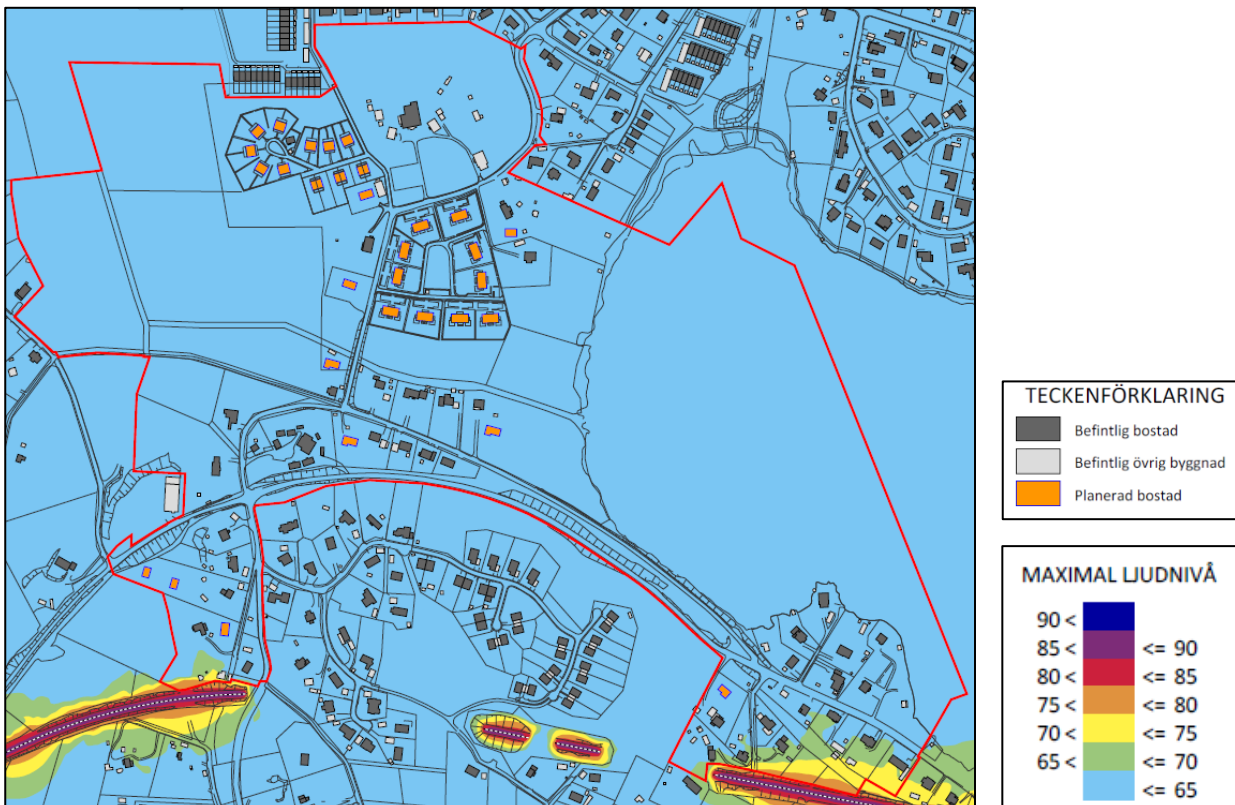 TECKENFÖRKLARING
Befintlig bostad
Befintlig övrig byggnad
Planerad bostad
MAXIMAL LJUDNIVÅ
90 <
85 < <= 90
80 < <= 85
75 < <= 80
70 < <= 75
65 < <= 70
<= 65